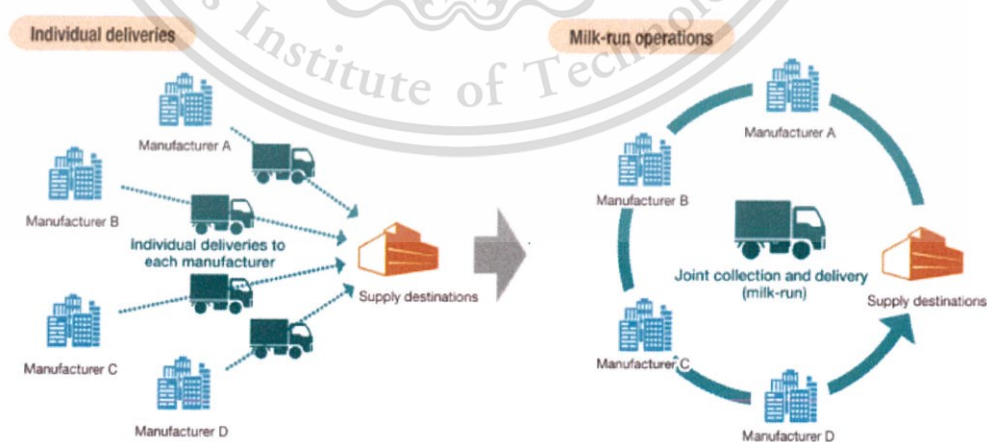 s Institute of Technolo
Individual deliveries
Manufacturer A
Manufacturer B
Individual deliveries to
each manufacturer
Supply destinations
Manufacturer C
Manufacturer D
Milk-run operations
Manufacturer A
Manufacturer B
Joint collection and delivery
(milk-run)
Supply destinations
Manufacturer C
Manufacturer D